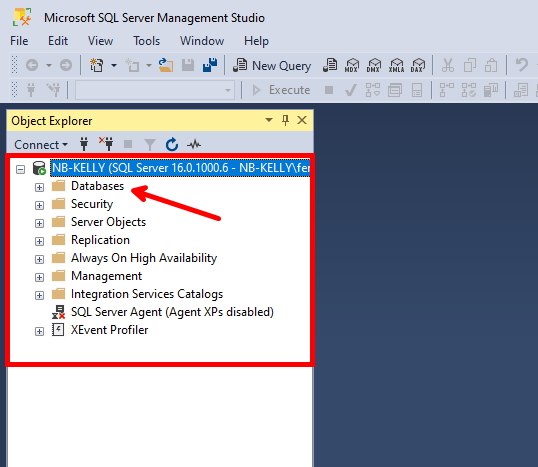 Microsoft SQL Server Management Studio
File Edit View Tools Window Help
New Query MDX DMX XMLA DAX
Execute
Object Explorer
Connect
NB-KELLY (SQL Server 16.0.1000.6 - NB-KELLY\fer
Databases
Security
Server Objects
Replication
Always On High Availability
Management
Integration Services Catalogs
SQL Server Agent (Agent XPs disabled)
XEvent Profiler